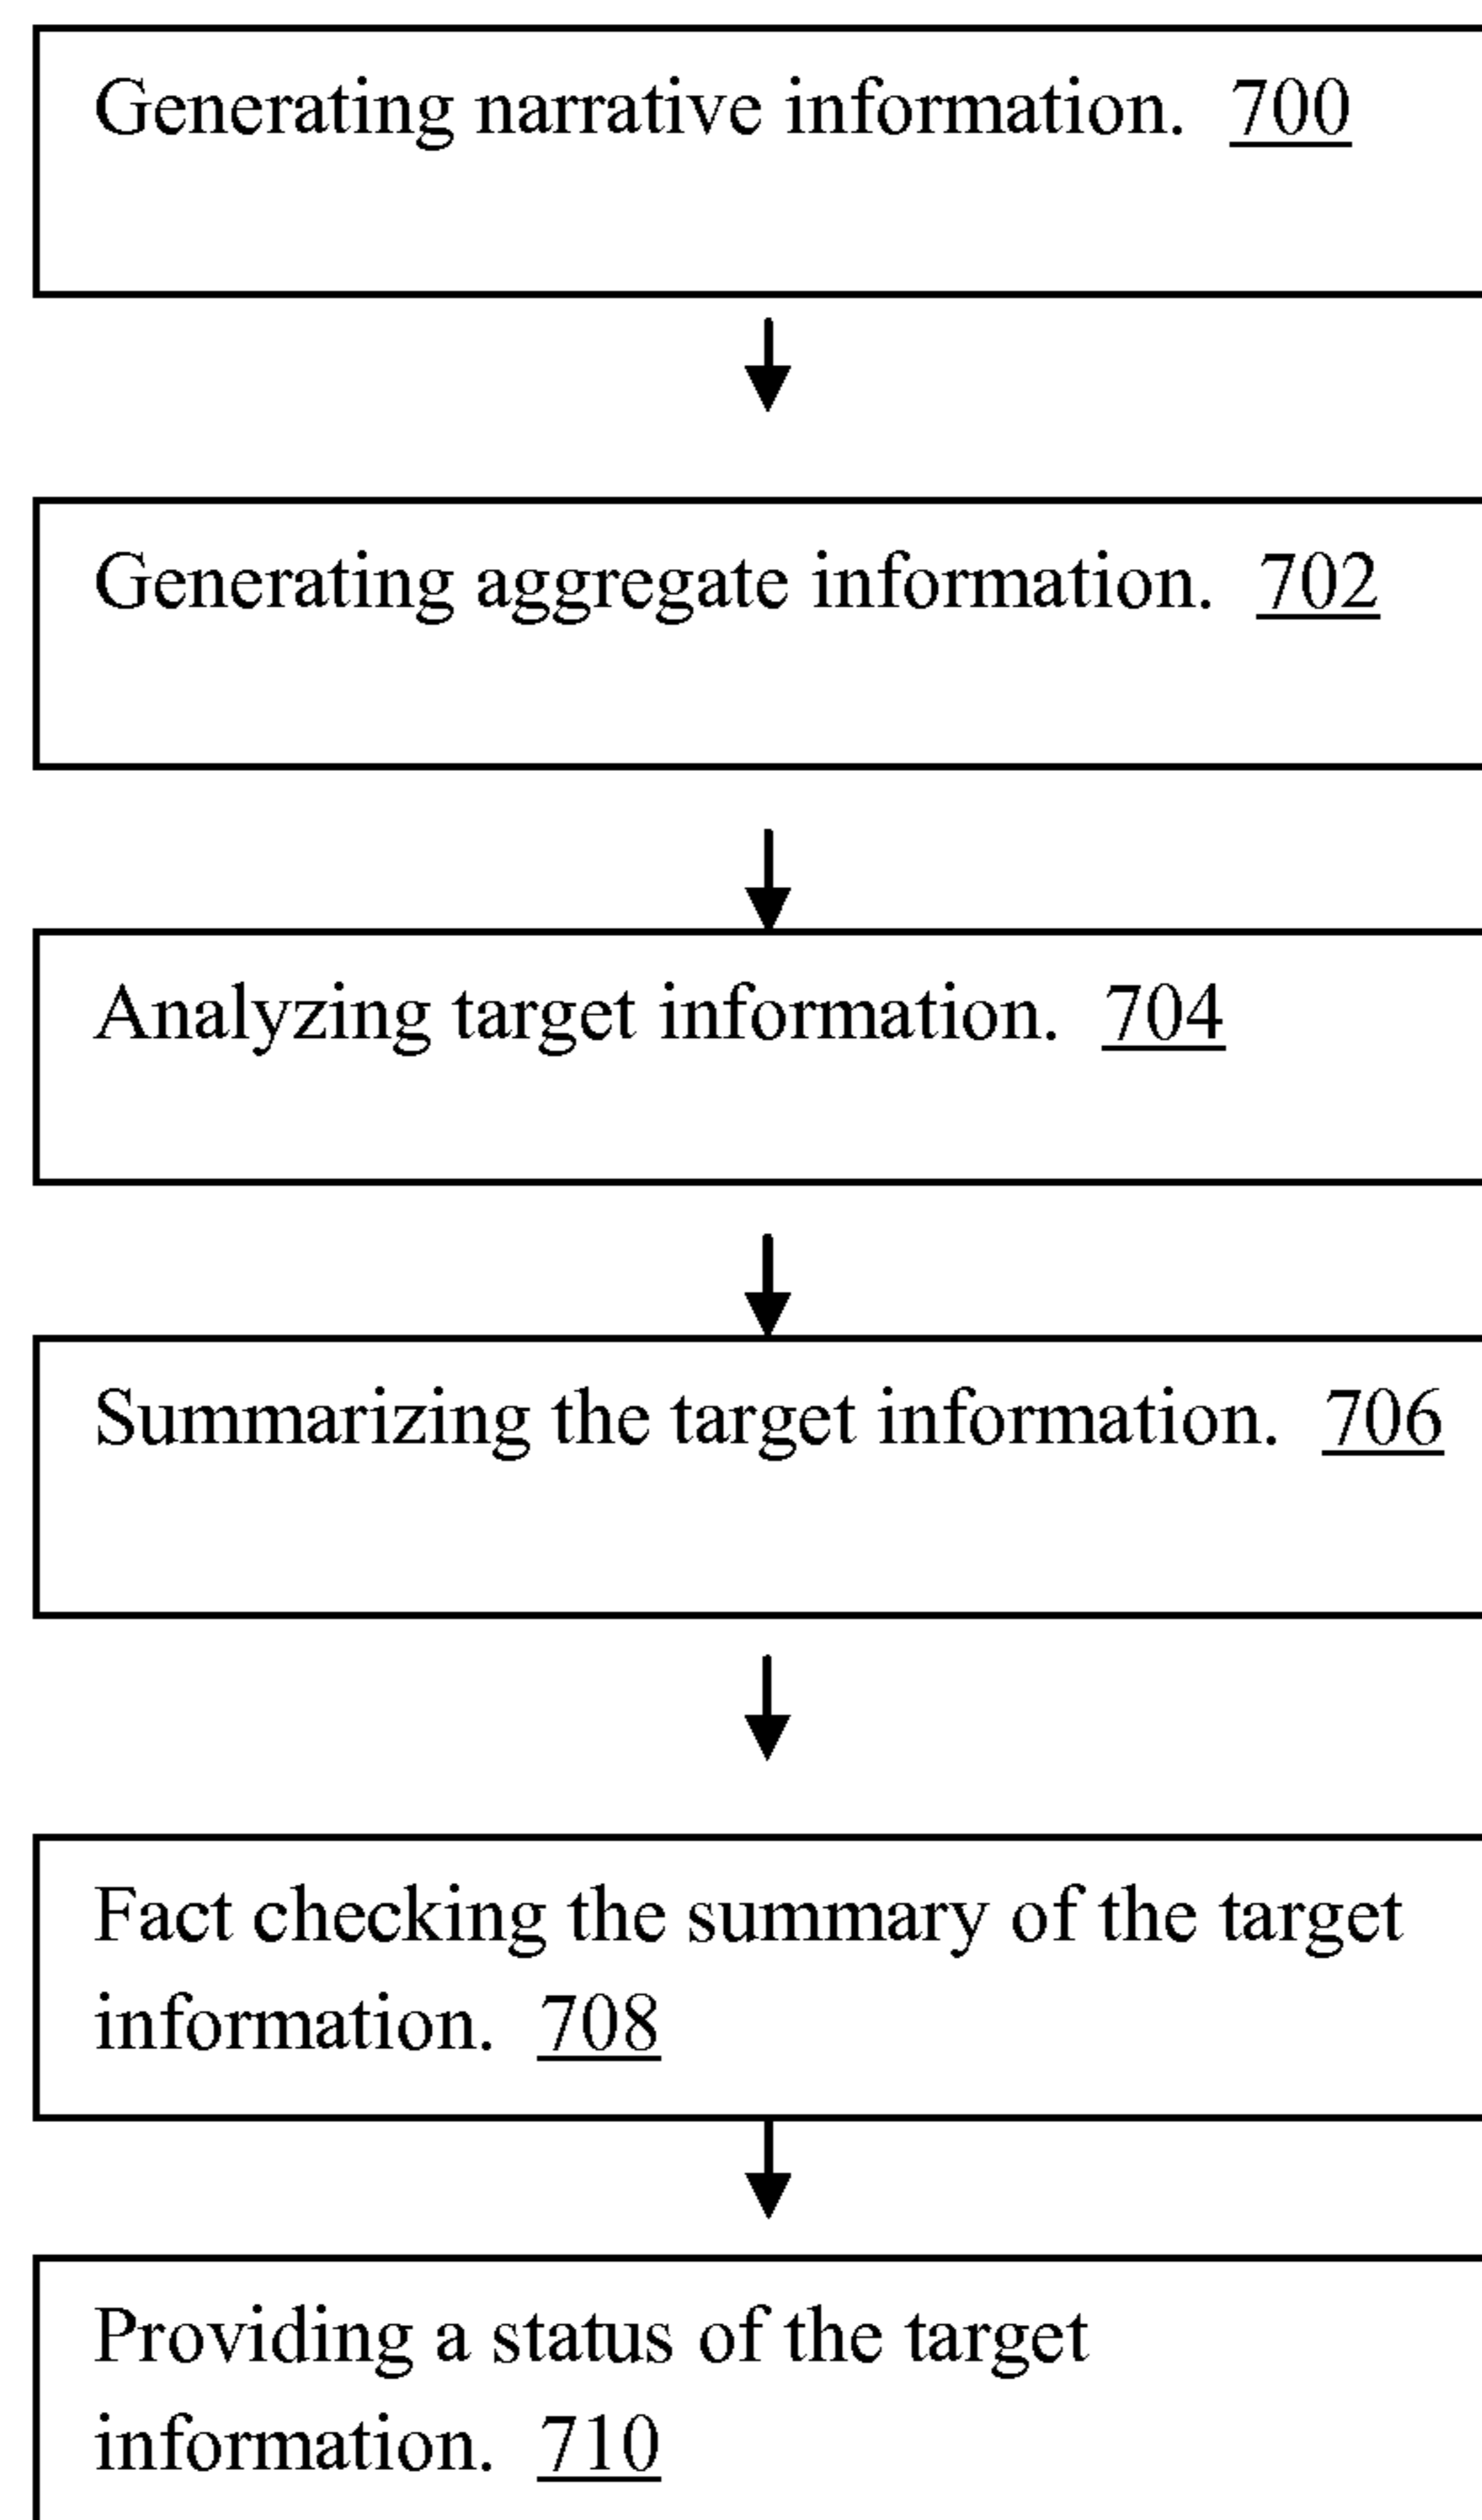 Generating narrative information. 700
Generating aggregate information. 702
Analyzing target information. 704
Summarizing the target information. 706
Fact checking the summary of the target
information. 708
Providing a status of the target
information. 710